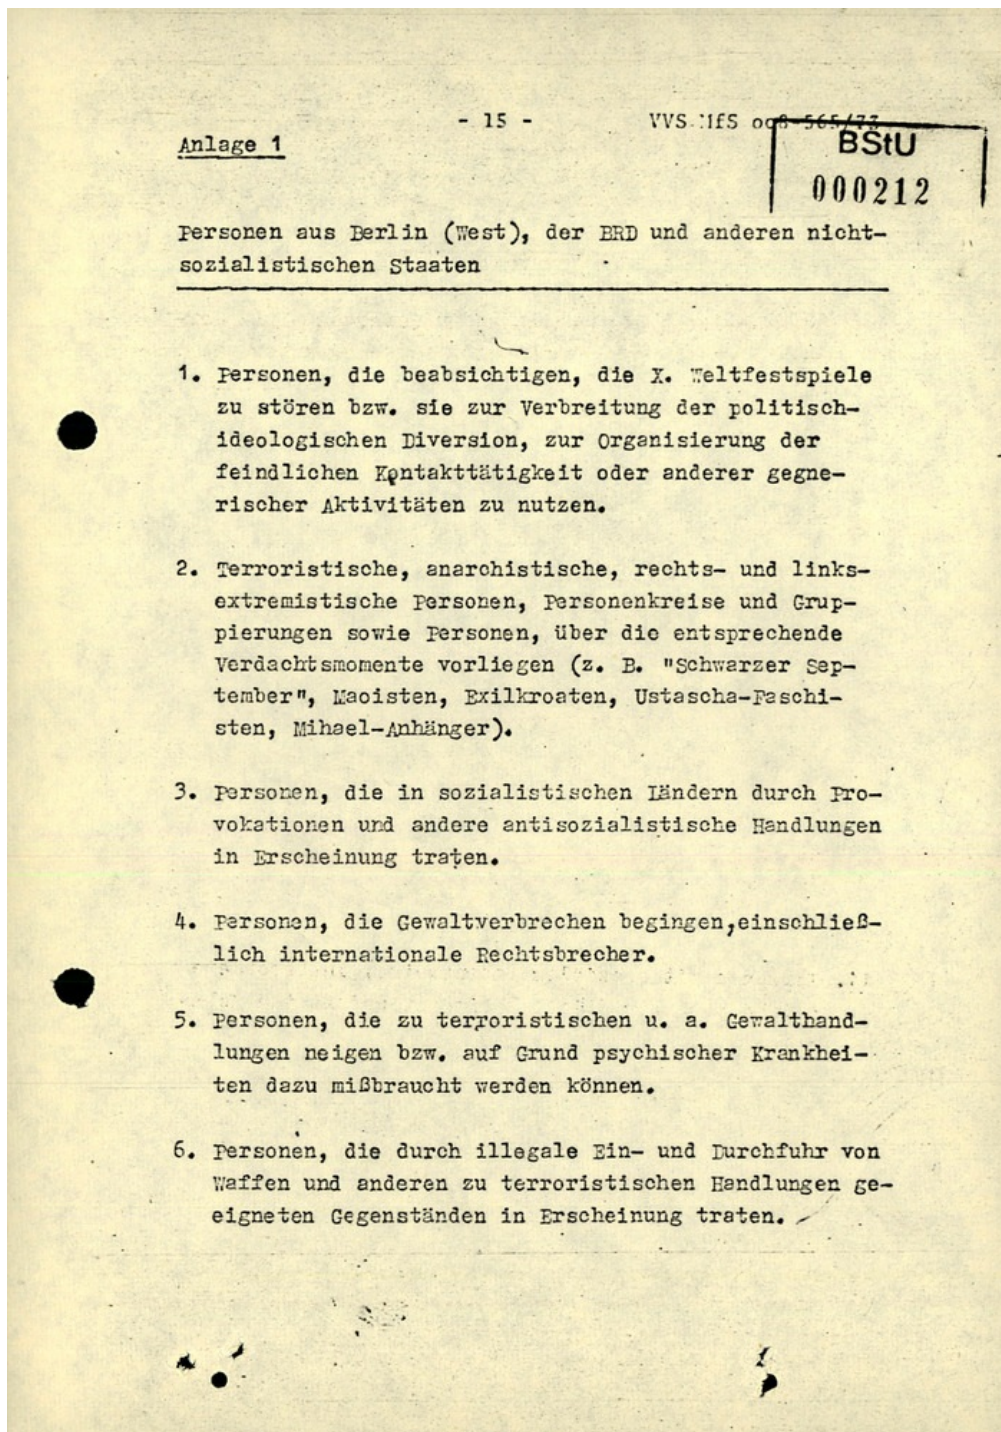 - 15 -
VVS MfS oo8-565/73
Anlage 1
BStU
000212
Personen aus Berlin (West), der BRD und anderen nicht-
sozialistischen Staaten
1. Personen, die beabsichtigen, die X. Weltfestspiele
zu stören bzw. sie zur Verbreitung der politisch-
ideologischen Diversion, zur Organisierung der
feindlichen Kontakttätigkeit oder anderer gegne-
rischer Aktivitäten zu nutzen.
2. Terroristische, anarchistische, rechts- und links-
extremistische Personen, Personenkreise und Grup-
pierungen sowie Personen, über die entsprechende
Verdachtsmomente vorliegen (z. B. "Schwarzer Sep-
tember", Maoisten, Exilkroaten, Ustascha-Faschi-
sten, Mihael-Anhänger).
3. Personen, die in sozialistischen Ländern durch Pro-
vokationen und andere antisozialistische Handlungen
in Erscheinung traten.
4. Personen, die Gewaltverbrechen begingen,einschließ-
lich internationale Rechtsbrecher.
5. Personen, die zu terroristischen u. a. Gewalthand-
lungen neigen bzw. auf Grund psychischer Krankhei-
ten dazu mißbraucht werden können.
6. Personen, die durch illegale Ein- und Durchfuhr von
Waffen und anderen zu terroristischen Handlungen ge-
eigneten Gegenständen in Erscheinung traten.